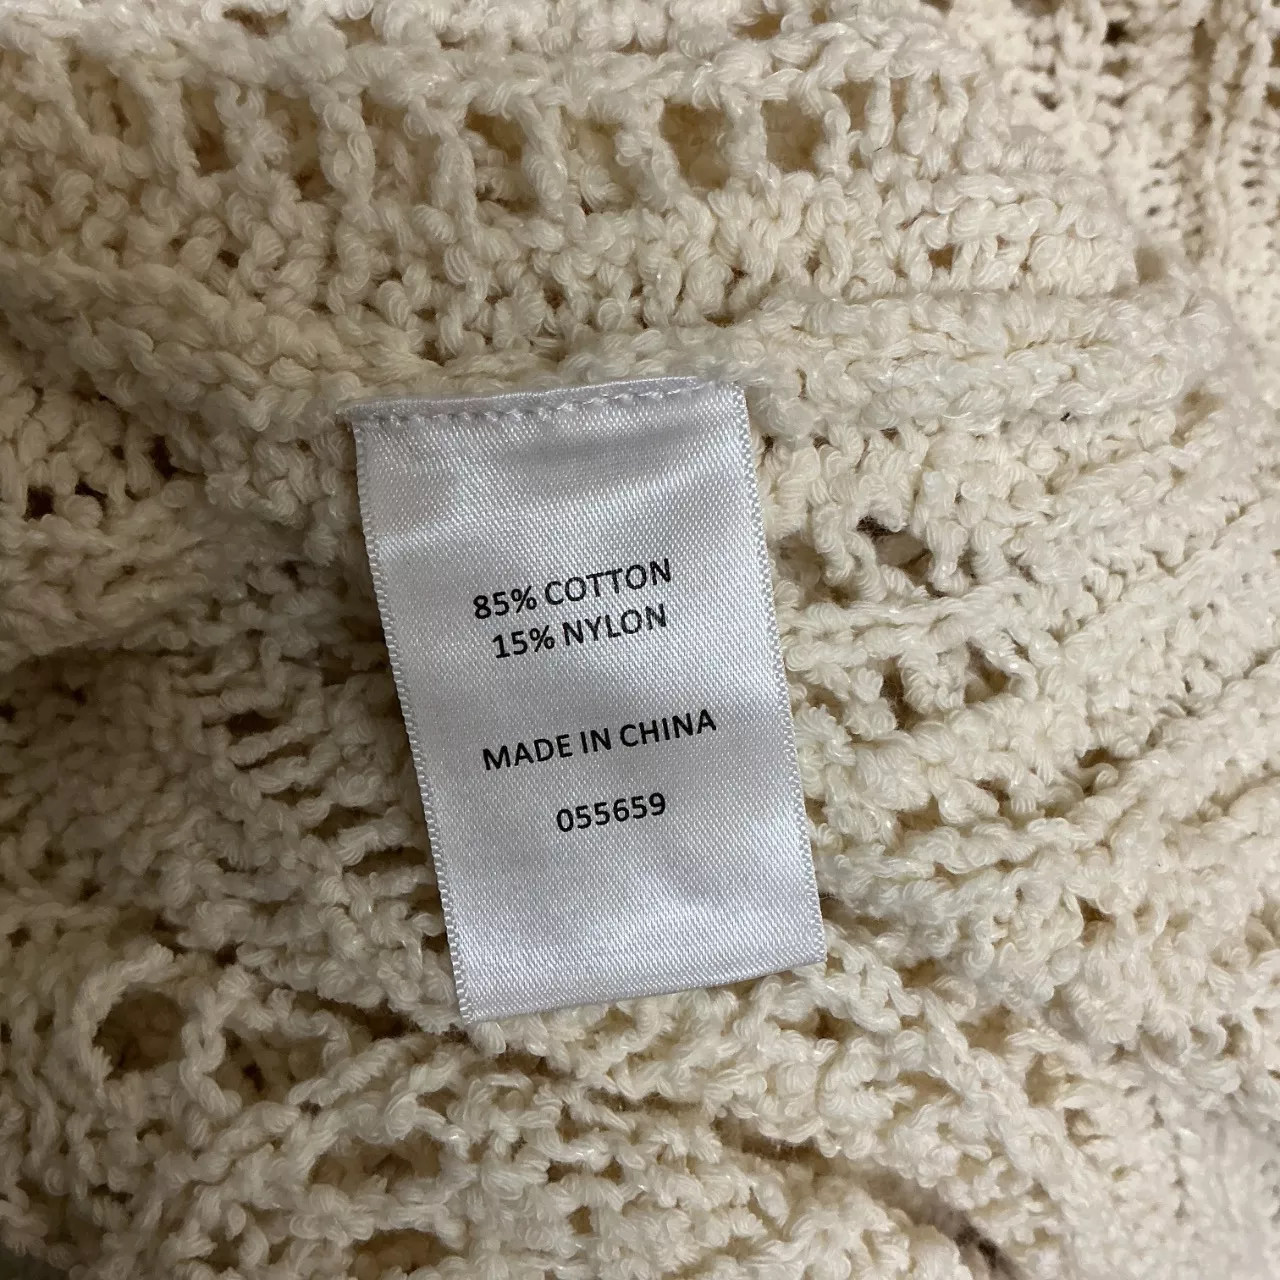 85% COTTON
15% NYLON
MADE IN CHINA
055659